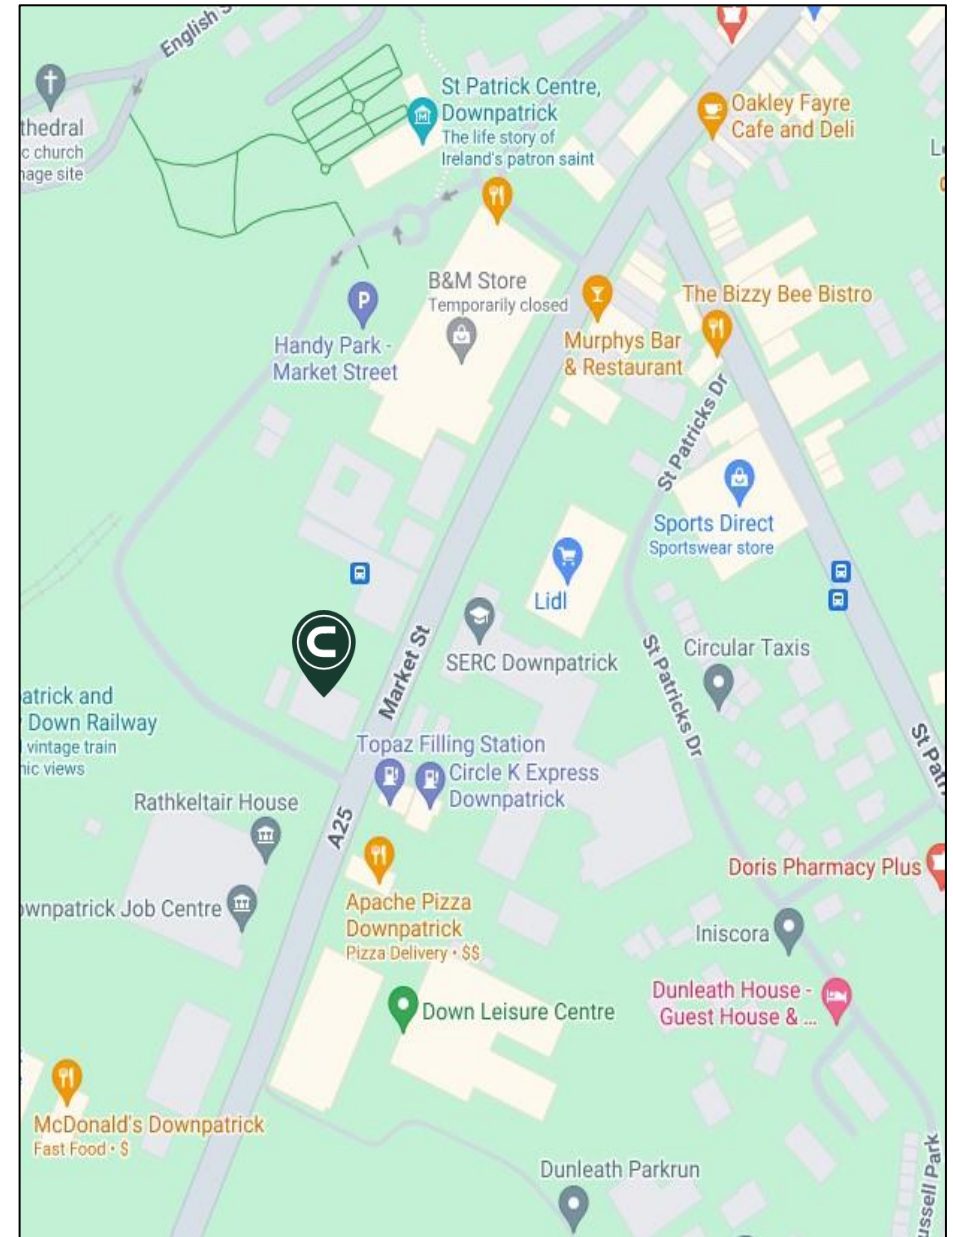 English S
St Patrick Centre,
Downpatrick
The life story of
Ireland's patron saint
Oakley Fayre
Cafe and Deli
thedral
c church
nage site
B&M Store
Temporarily closed
The Bizzy Bee Bistro
P
Handy Park -
Market Street
Murphys Bar
& Restaurant
St Patricks Dr
Sports Direct
Sportswear store
Lidl
C
Market St
SERC Downpatrick
St Patricks Dr
Circular Taxis
atrick and
Down Railway
vintage train
nic views
St Patr
Topaz Filling Station
Circle K Express
Downpatrick
Rathkeltair House
A25
Doris Pharmacy Plus
ownpatrick Job Centre
Apache Pizza
Downpatrick
Pizza Delivery • $$
Iniscora
Dunleath House -
Guest House & ...
Down Leisure Centre
McDonald's Downpatrick
Fast Food • $
Dunleath Parkrun
ussell Park